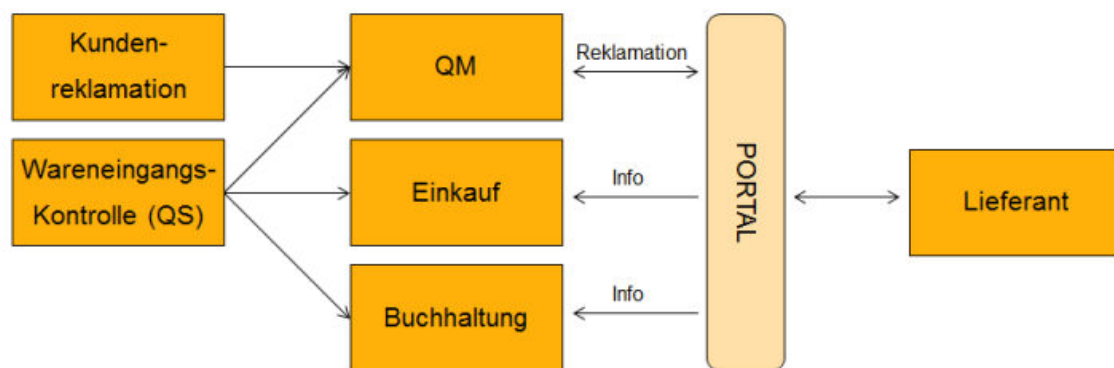 Kunden-
reklamation
QM
Reklamation
Wareneingangs-
Kontrolle (QS)
Einkauf
Info
PORTAL
Lieferant
Buchhaltung
Info